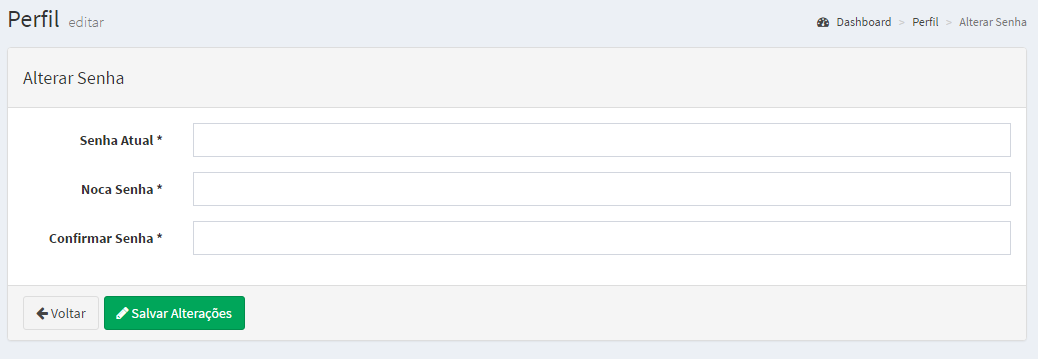 Perfil editar
Dashboard > Perfil > Alterar Senha
Alterar Senha
Senha Atual *
Noca Senha *
Confirmar Senha *
Voltar
Salvar Alterações